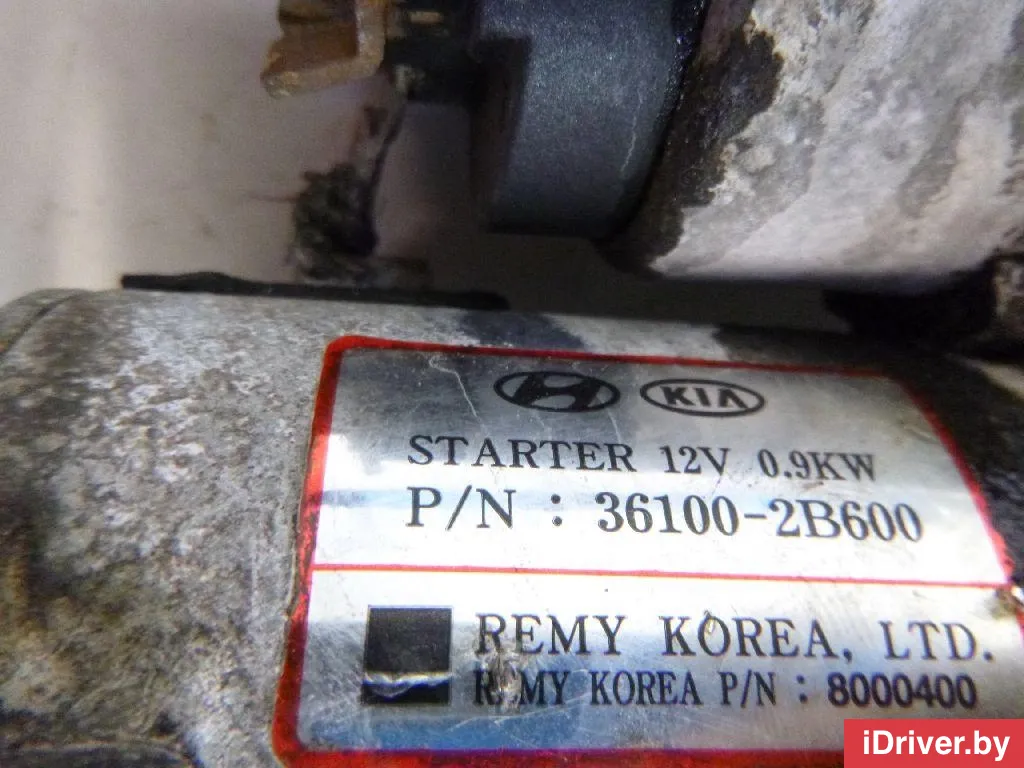 KIA
STARTER 12V 0.9KW
P/N : 36100-2B600
REMY KOREA, LTD.
REMY KOREA P/N : 8000400
iDriver.by